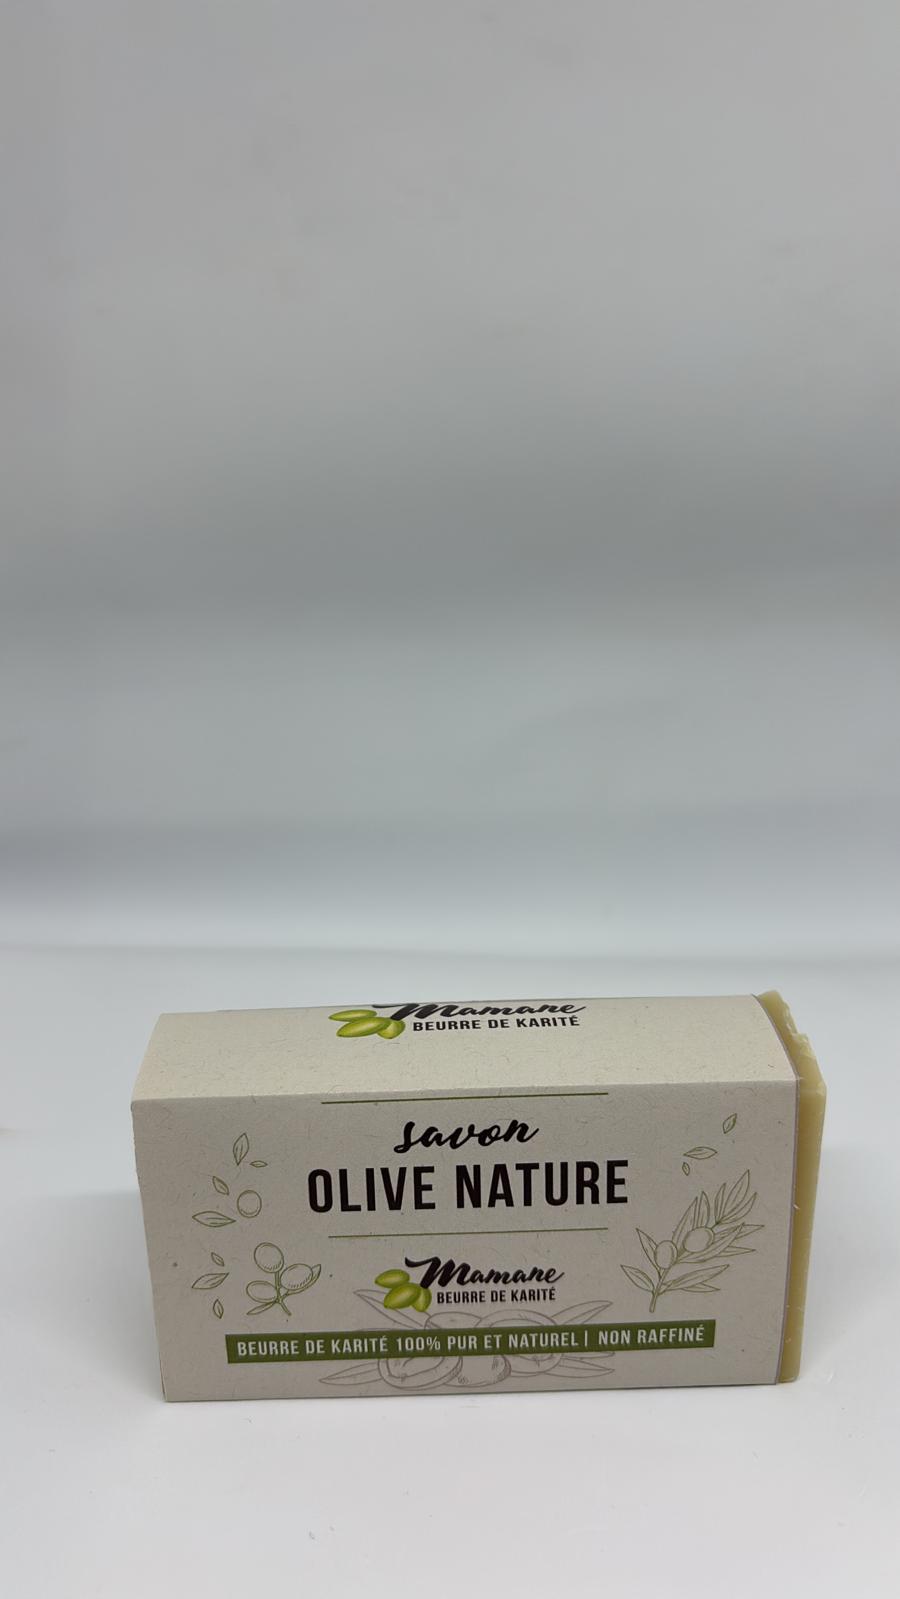 Mamane
BEURRE DE KARITÉ
savon
OLIVE NATURE
Mamane
BEURRE DE KARITÉ
BEURRE DE KARITÉ 100% PUR ET NATUREL | NON RAFFINÉ